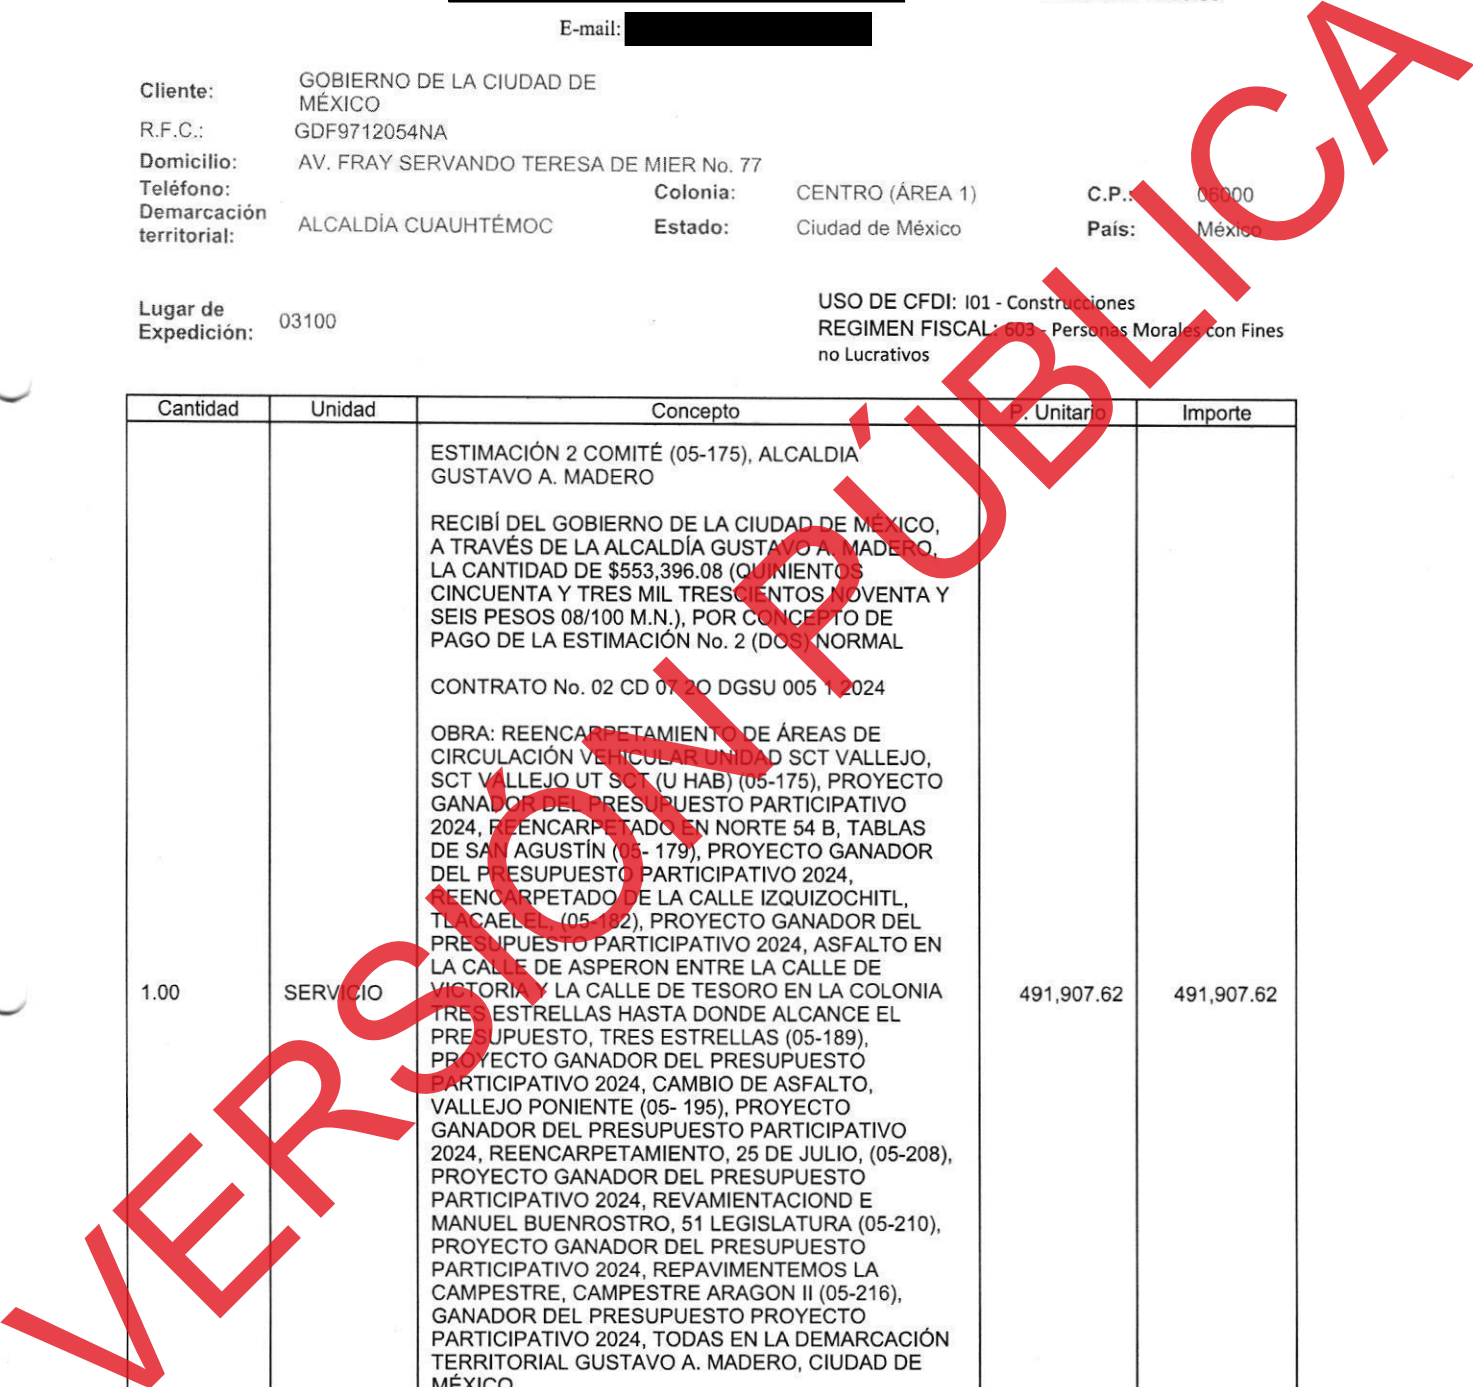 E-mail:
Cliente: GOBIERNO DE LA CIUDAD DE
MÉXICO
R.F.C.: GDF9712054NA
Domicilio: AV. FRAY SERVANDO TERESA DE MIER No. 77
Teléfono: Colonia: CENTRO (ÁREA 1) C.P.: 06000
Demarcación
territorial: ALCALDÍA CUAUHTÉMOC Estado: Ciudad de México País: México
USO DE CFDI: I01 - Construcciones
Lugar de
Expedición: 03100
REGIMEN FISCAL: 603 - Personas Morales con Fines
no Lucrativos
Cantidad Unidad Concepto P. Unitario Importe
ESTIMACIÓN 2 COMITÉ (05-175), ALCALDIA
GUSTAVO A. MADERO
RECIBÍ DEL GOBIERNO DE LA CIUDAD DE MÉXICO,
A TRAVÉS DE LA ALCALDÍA GUSTAVO A. MADERO,
LA CANTIDAD DE $553,396.08 (QUINIENTOS
CINCUENTA Y TRES MIL TRESCIENTOS NOVENTA Y
SEIS PESOS 08/100 M.N.), POR CONCEPTO DE
PAGO DE LA ESTIMACIÓN No. 2 (DOS) NORMAL
CONTRATO No. 02 CD 07 2O DGSU 005 1 2024
OBRA: REENCARPETAMIENTO DE ÁREAS DE
CIRCULACIÓN VEHICULAR UNIDAD SCT VALLEJO,
SCT VALLEJO UT SCT (U HAB) (05-175), PROYECTO
GANADOR DEL PRESUPUESTO PARTICIPATIVO
2024, REENCARPETADO EN NORTE 54 B, TABLAS
DE SAN AGUSTÍN (05- 179), PROYECTO GANADOR
DEL PRESUPUESTO PARTICIPATIVO 2024,
REENCARPETADO DE LA CALLE IZQUIZOCHITL,
TLACAELEL, (05-182), PROYECTO GANADOR DEL
PRESUPUESTO PARTICIPATIVO 2024, ASFALTO EN
LA CALLE DE ASPERON ENTRE LA CALLE DE
1.00 SERVICIO VICTORIA Y LA CALLE DE TESORO EN LA COLONIA 491,907.62 491,907.62
TRES ESTRELLAS HASTA DONDE ALCANCE EL
PRESUPUESTO, TRES ESTRELLAS (05-189),
PROYECTO GANADOR DEL PRESUPUESTO
PARTICIPATIVO 2024, CAMBIO DE ASFALTO,
VALLEJO PONIENTE (05- 195), PROYECTO
GANADOR DEL PRESUPUESTO PARTICIPATIVO
2024, REENCARPETAMIENTO, 25 DE JULIO, (05-208),
PROYECTO GANADOR DEL PRESUPUESTO
PARTICIPATIVO 2024, REVAMIENTACIOND E
MANUEL BUENROSTRO, 51 LEGISLATURA (05-210),
PROYECTO GANADOR DEL PRESUPUESTO
PARTICIPATIVO 2024, REPAVIMENTEMOS LA
CAMPESTRE, CAMPESTRE ARAGON II (05-216),
GANADOR DEL PRESUPUESTO PROYECTO
PARTICIPATIVO 2024, TODAS EN LA DEMARCACIÓN
TERRITORIAL GUSTAVO A. MADERO, CIUDAD DE
MÉXICO
VERSIÓN PÚBLICA